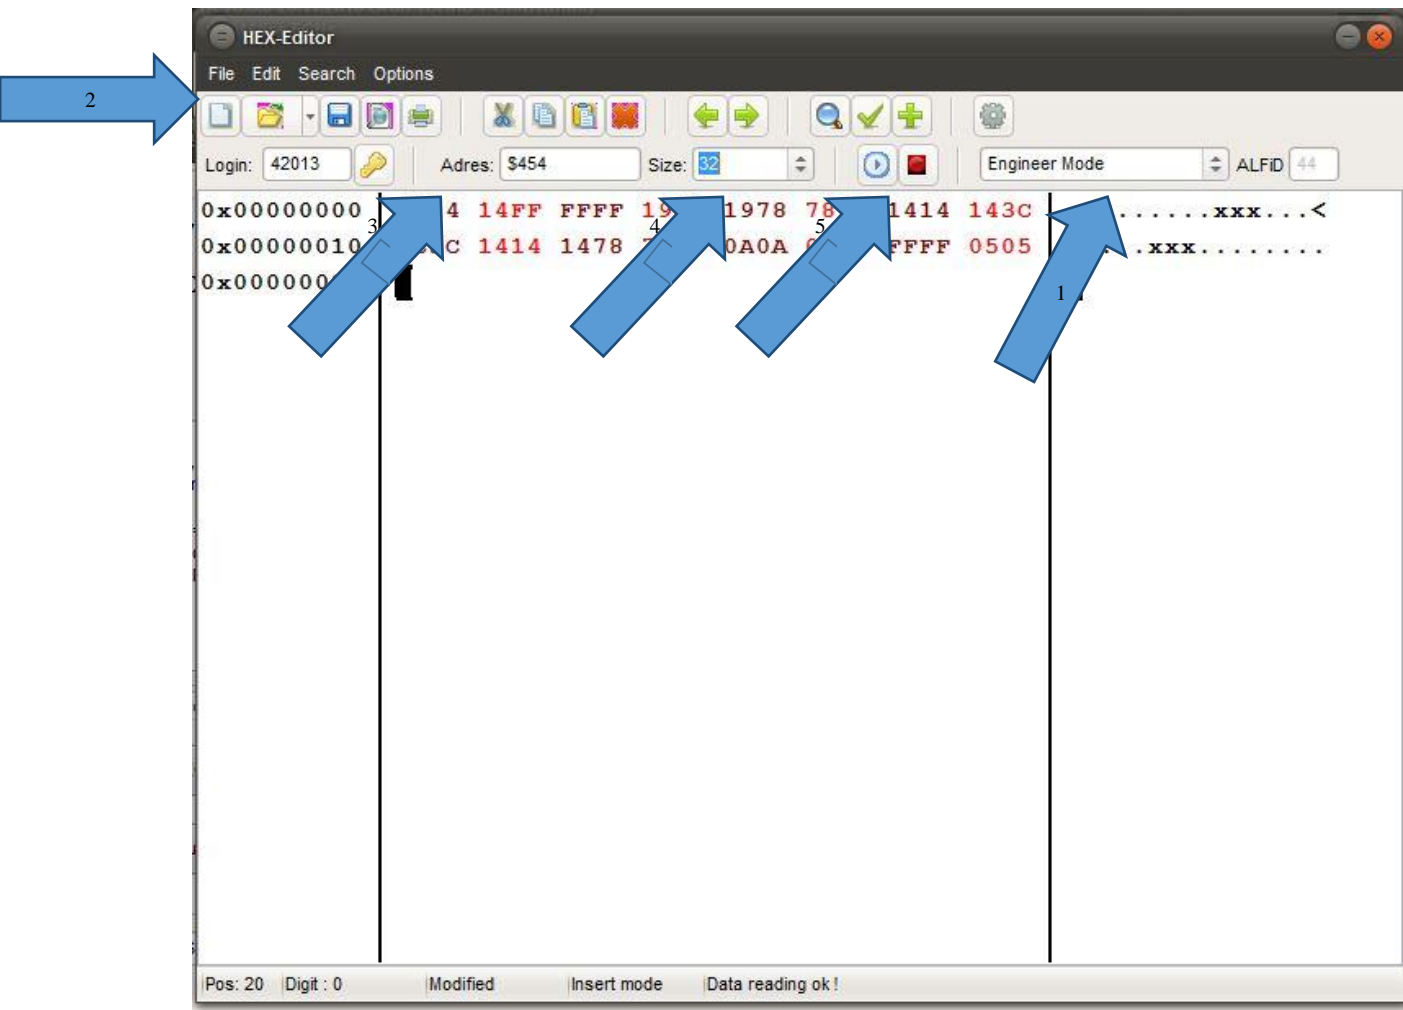 HEX-Editor
File Edit Search Options
2
Login: 42013 Adres: $454 Size: 32 Engineer Mode ALFiD 44
0x00000000 4 14FF FFFF 19 1978 78 1414 143C ......xxx...<
3 4 5
0x00000010 C 1414 1478 0A0A FFFF 0505 .xxx........
0x000000
1
Pos: 20 Digit : 0 Modified Insert mode Data reading ok !